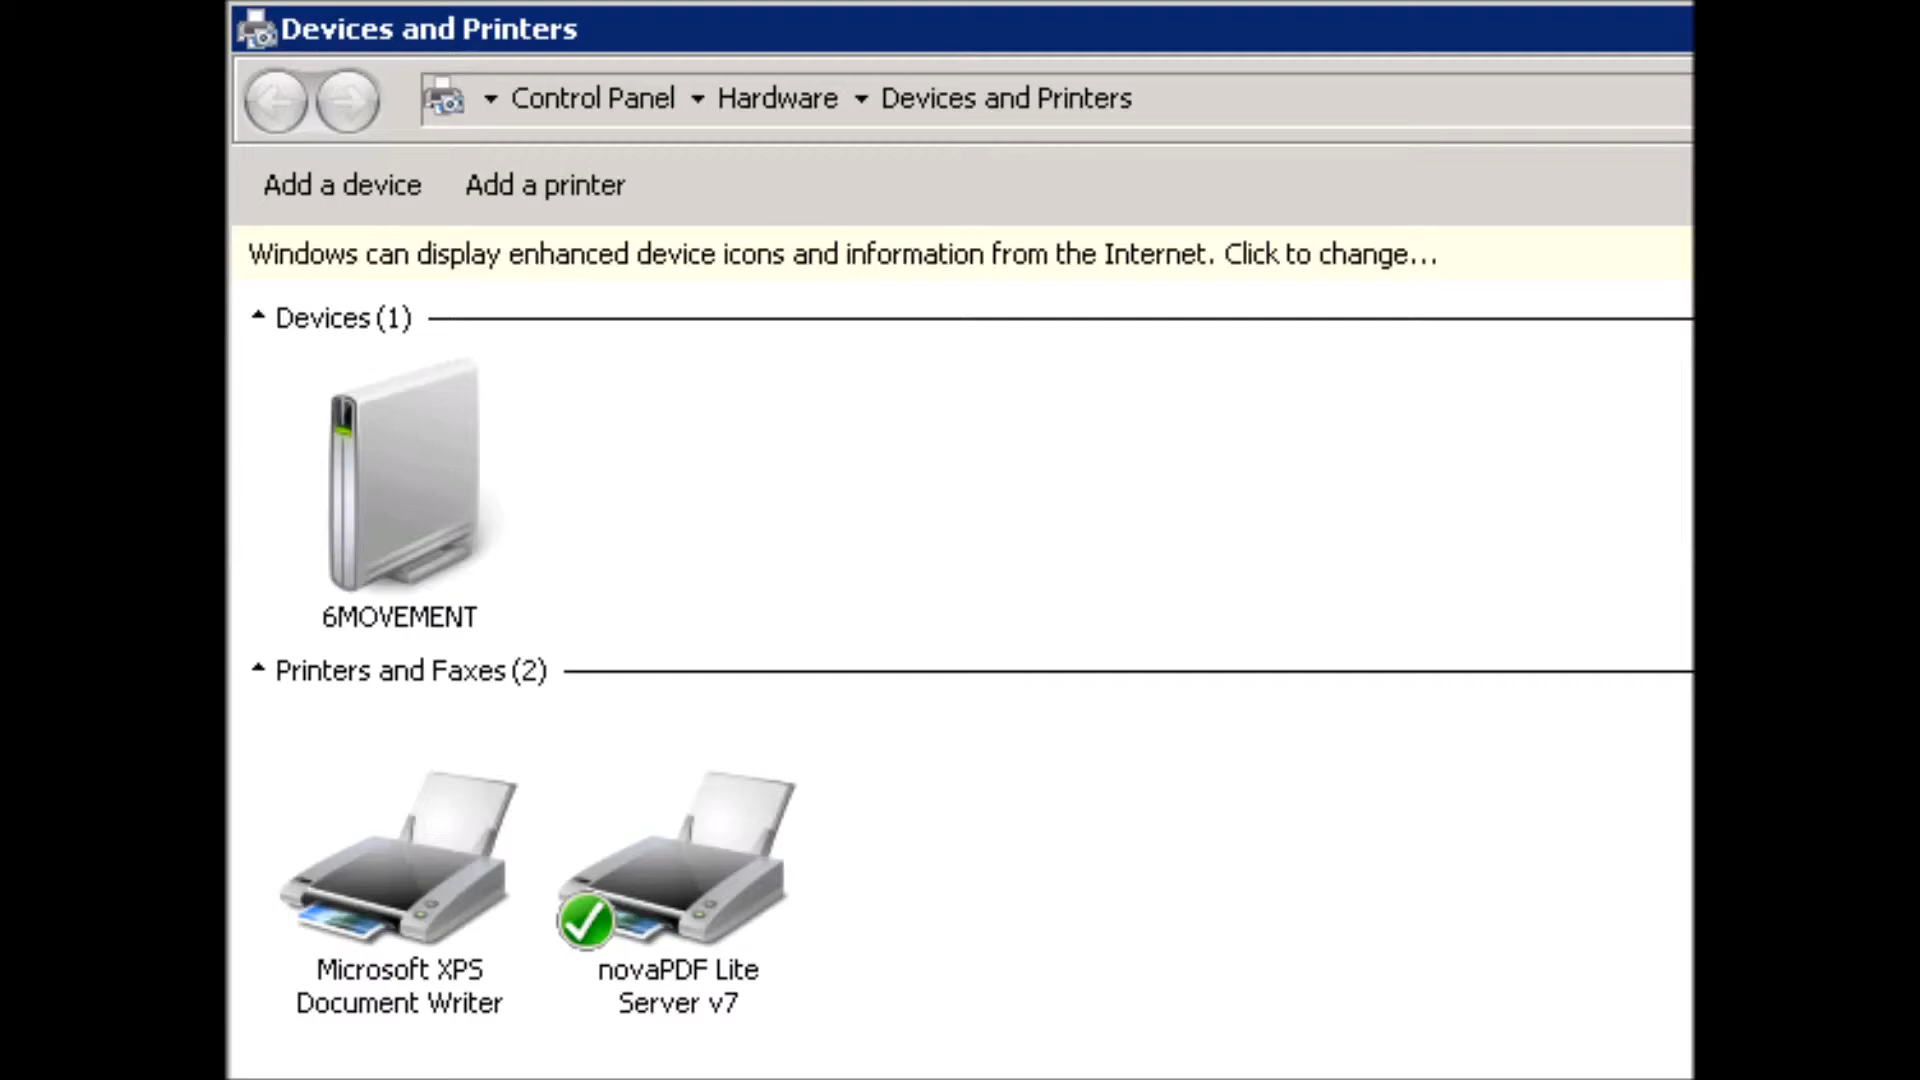 Devices and Printers
Control Panel Hardware Devices and Printers
Add a device Add a printer
Windows can display enhanced device icons and information from the Internet. Click to change...
Devices (1)
6MOVEMENT
Printers and Faxes (2)
Microsoft XPS
Document Writer
novaPDF Lite
Server v7